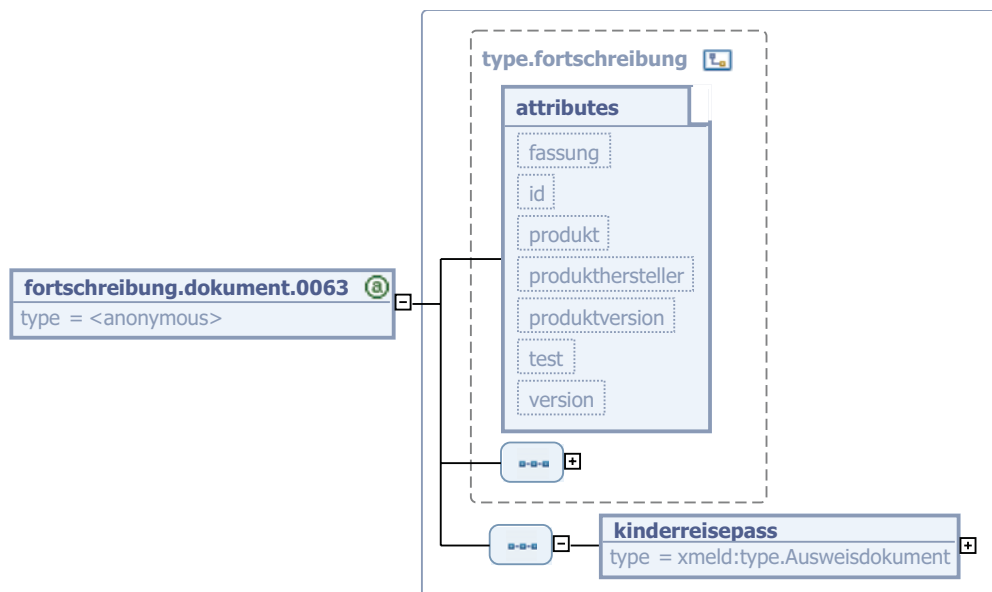 type.fortschreibung
attributes
fassung
id
produkt
produkthersteller
produktversion
test
version
fortschreibung.dokument.0063 a
type = <anonymous>
kinderreisepass
type = xmeld:type.Ausweisdokument